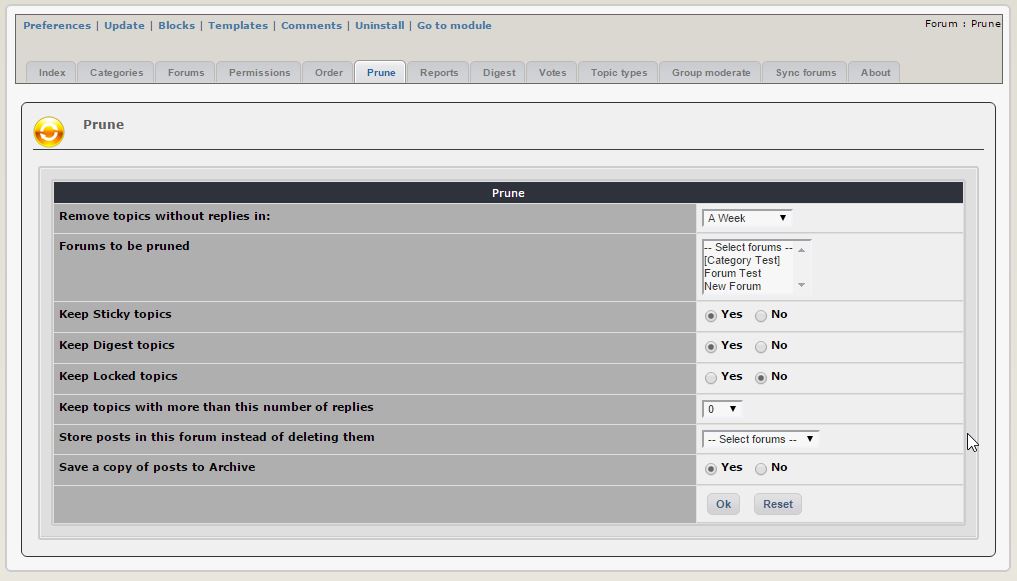 Preferences | Update | Blocks | Templates | Comments | Uninstall | Go to module
Forum : Prune
Index Categories Forums Permissions Order Prune Reports Digest Votes Topic types Group moderate Sync forums About
Prune
Prune
Remove topics without replies in: A Week
Forums to be pruned
-- Select forums --
[Category Test]
Forum Test
New Forum
Keep Sticky topics Yes No
Keep Digest topics Yes No
Keep Locked topics Yes No
Keep topics with more than this number of replies 0
Store posts in this forum instead of deleting them -- Select forums --
Save a copy of posts to Archive Yes No
Ok Reset